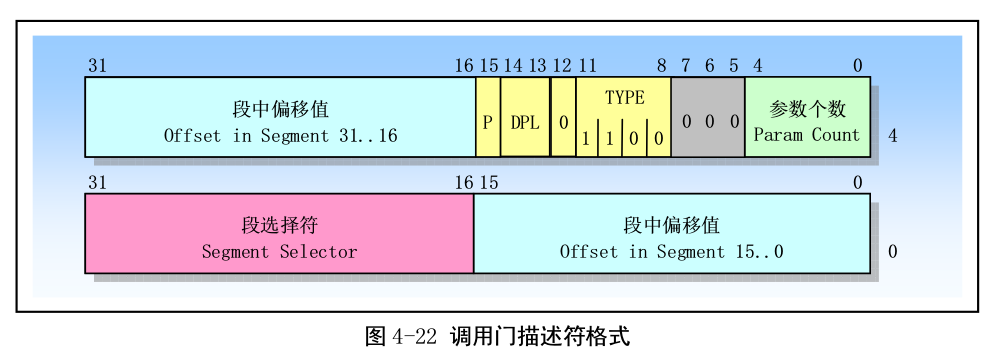 31 16 15 14 13 12 11 8 7 6 5 4 0
段中偏移值 TYPE 参数个数
Offset in Segment 31..16 P DPL 0 1 1 0 0 0 0 0 Param Count 4
31 16 15 0
段选择符 段中偏移值
Segment Selector Offset in Segment 15..0 0
图 4-22 调用门描述符格式